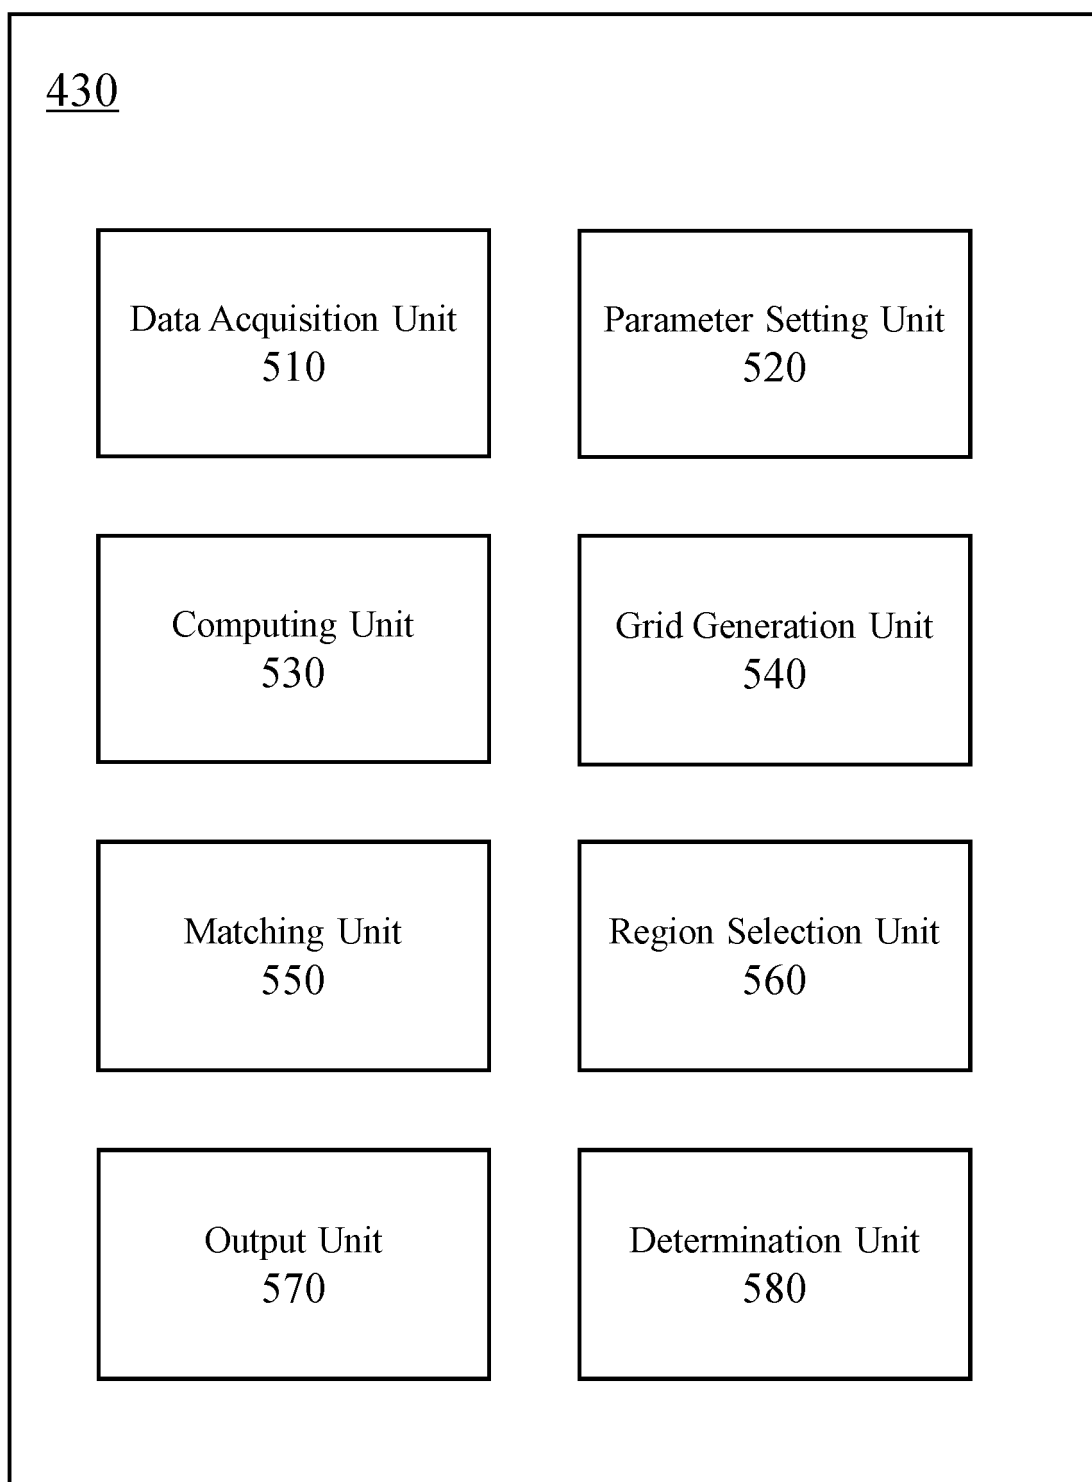 430
Data Acquisition Unit
510
Parameter Setting Unit
520
Computing Unit
530
Grid Generation Unit
540
Matching Unit
550
Region Selection Unit
560
Output Unit
570
Determination Unit
580